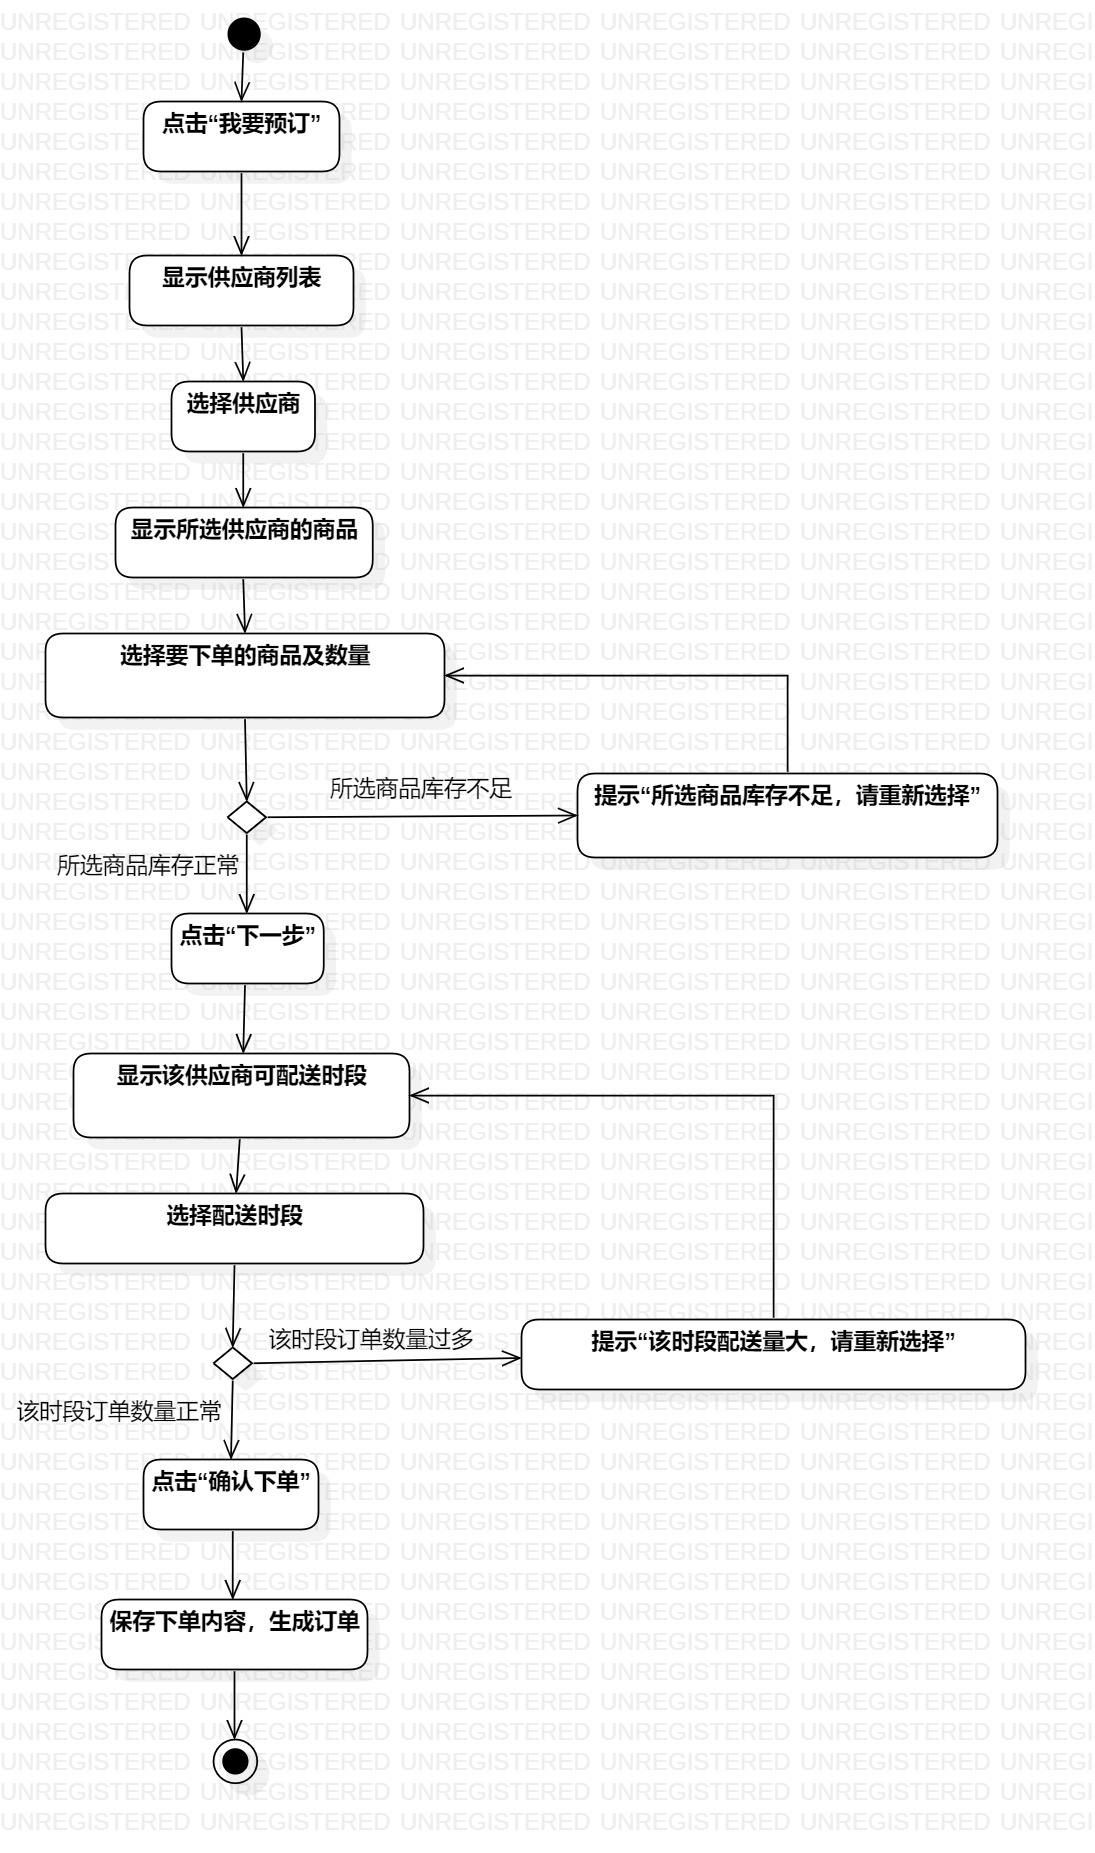 点击“我要预订”
显示供应商列表
选择供应商
显示所选供应商的商品
选择要下单的商品及数量
所选商品库存不足
提示“所选商品库存不足，请重新选择”
所选商品库存正常
点击“下一步”
显示该供应商可配送时段
选择配送时段
该时段订单数量过多
提示“该时段配送量大，请重新选择”
该时段订单数量正常
点击“确认下单”
保存下单内容，生成订单
UNREGISTERED